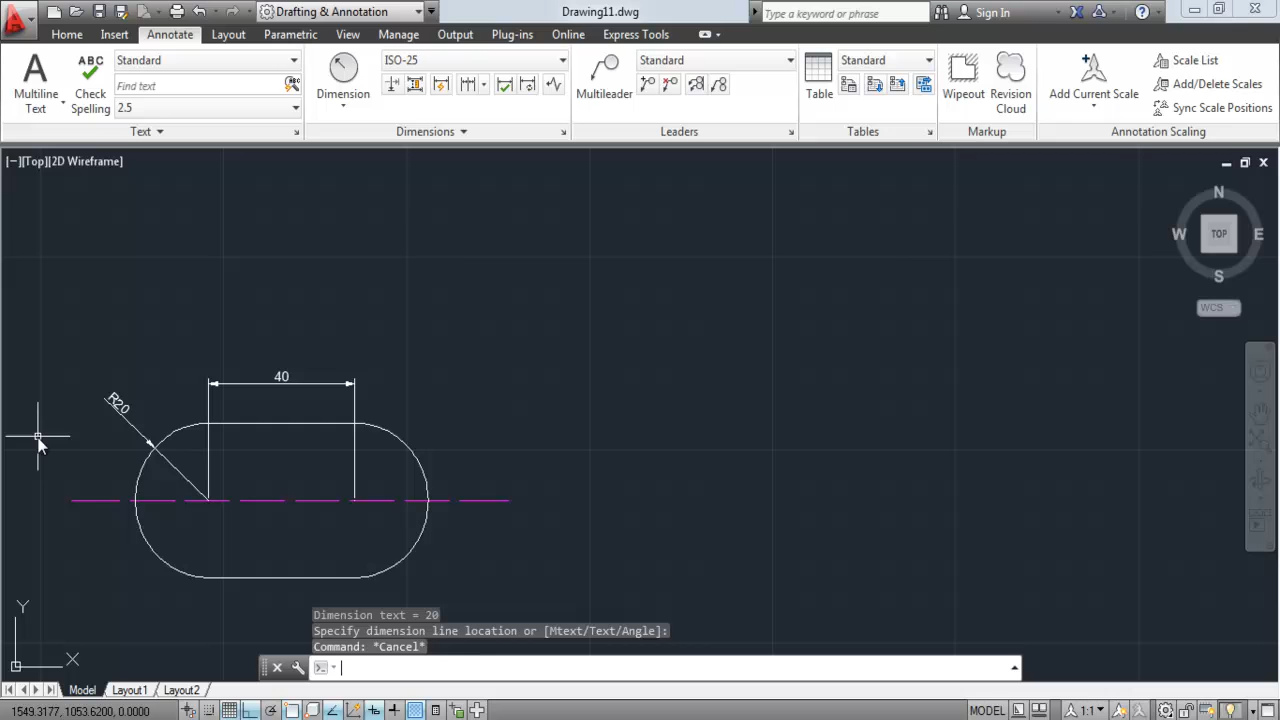 Drafting & Annotation
Drawing11.dwg
Type a keyword or phrase
Sign In
Home Insert Annotate Layout Parametric View Manage Output Plug-ins Online Express Tools
Multiline Text
ABC
Check Spelling
Standard
Find text
2.5
Text
Dimension
ISO-25
Dimensions
Multileader
Standard
Leaders
Table
Standard
Tables
Wipeout
Revision Cloud
Markup
Add Current Scale
Scale List
Add/Delete Scales
Sync Scale Positions
Annotation Scaling
[−][Top][2D Wireframe]
N
W TOP E
S
WCS
40
R20
Y
X
Dimension text = 20
Specify dimension line location or [Mtext/Text/Angle]:
Command: *Cancel*
Model Layout1 Layout2
1549.3177, 1053.6200, 0.0000
MODEL
1:1